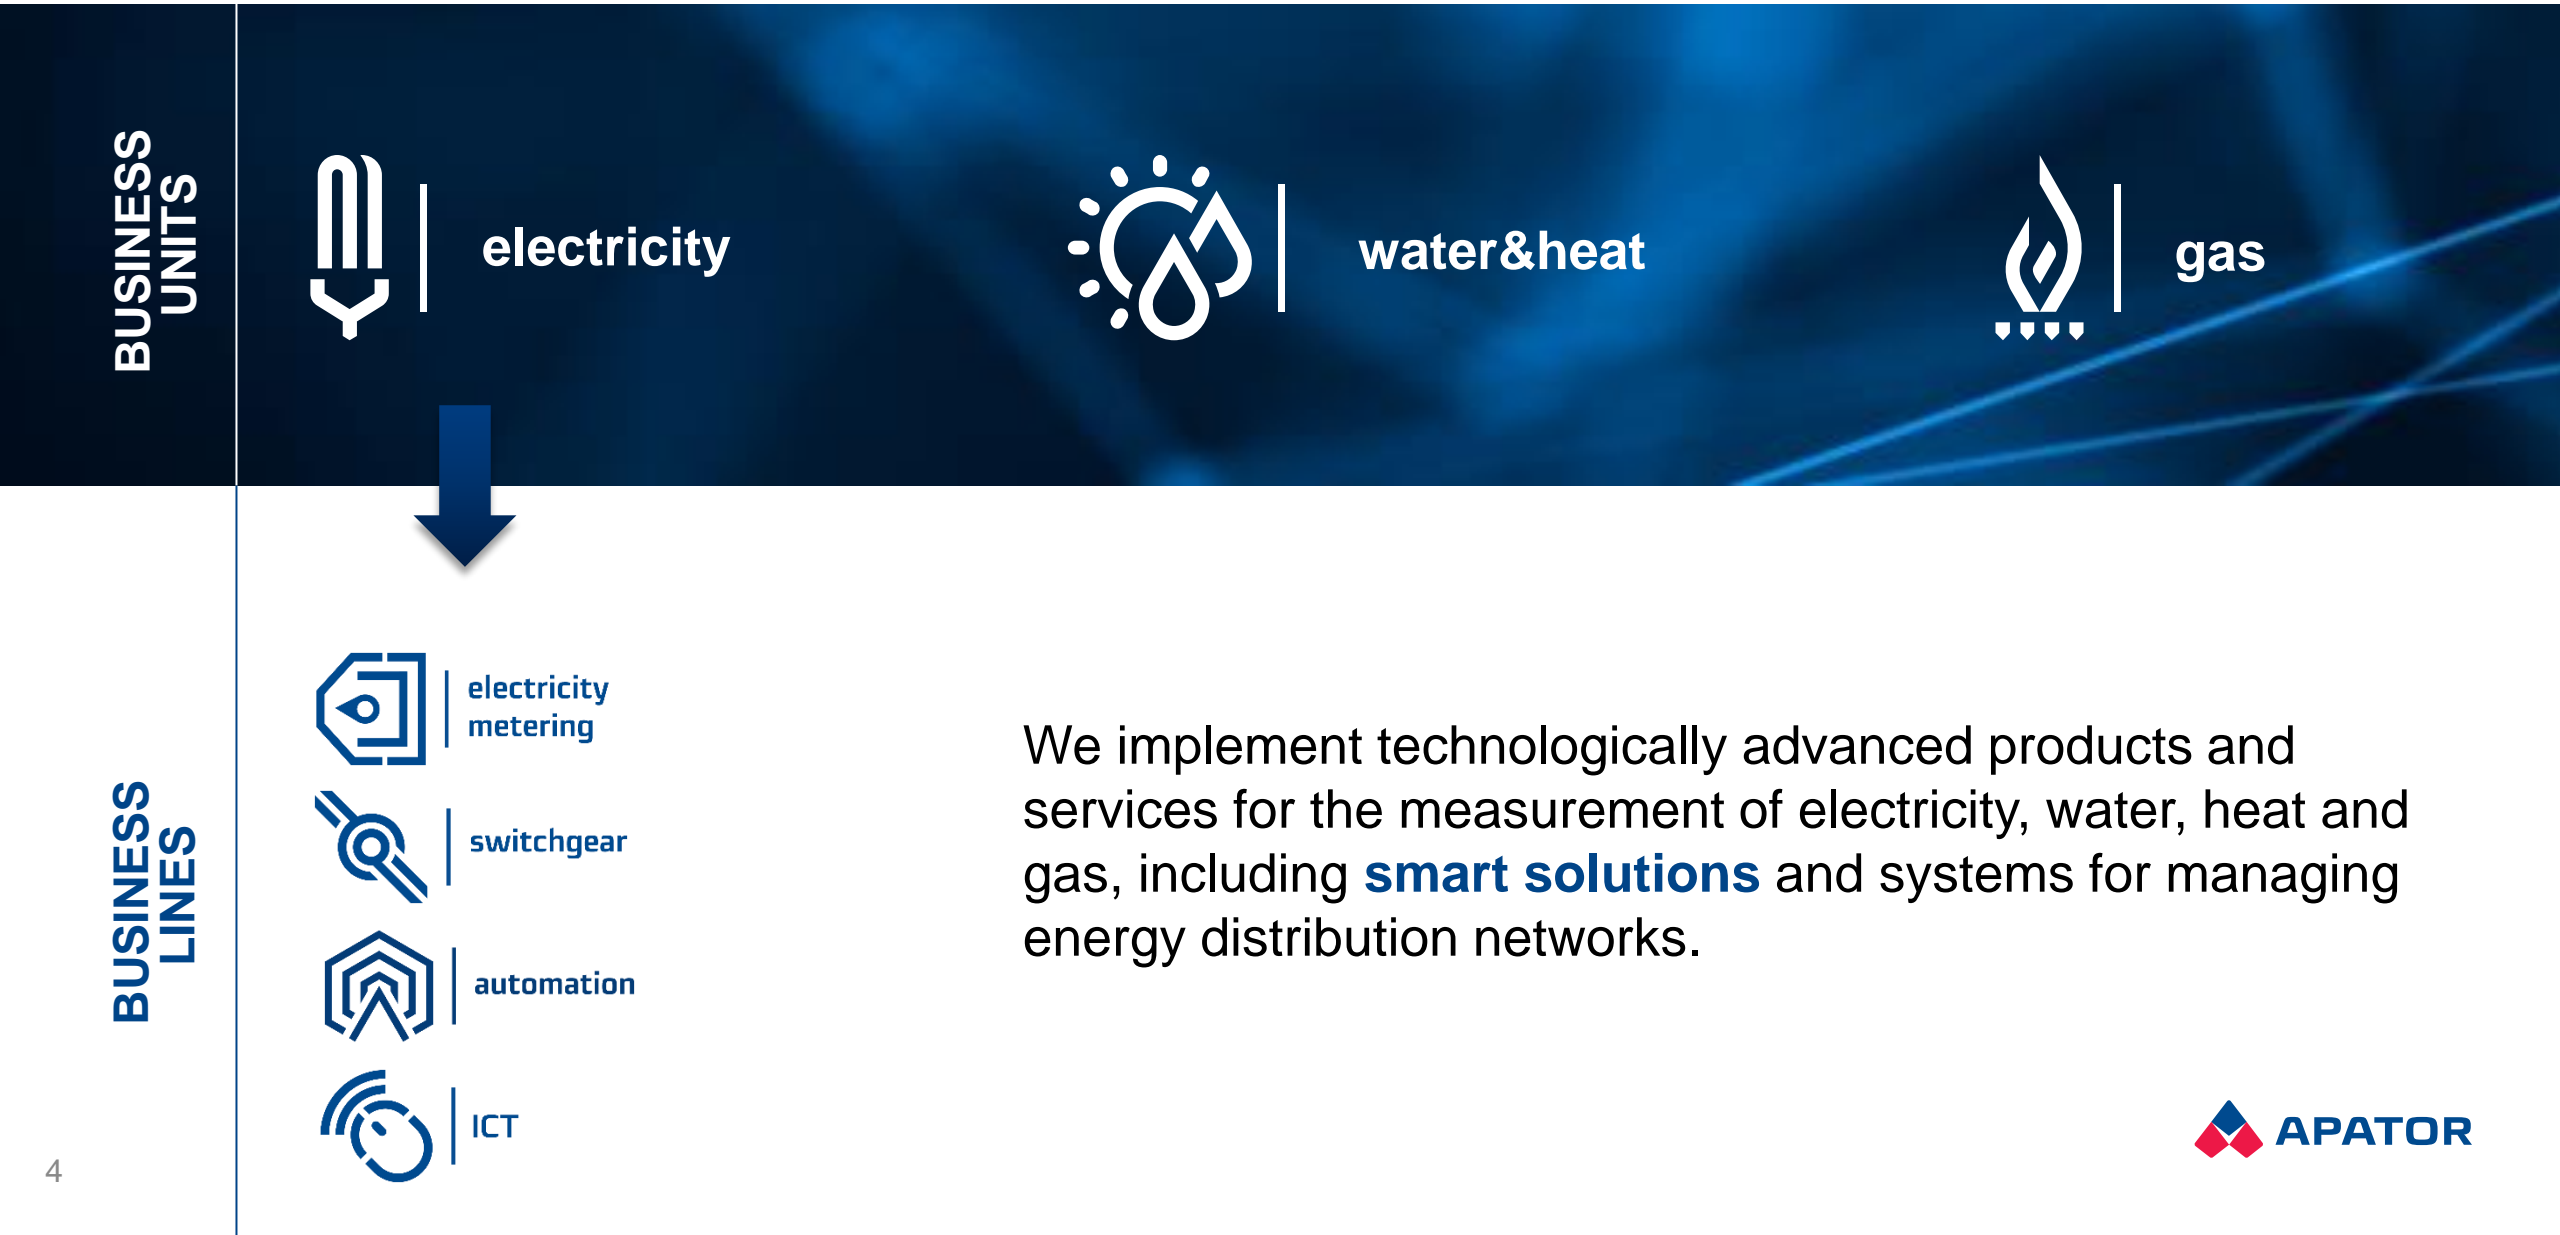 BUSINESS
UNITS
electricity
water&heat
gas
BUSINESS
LINES
electricity
metering
switchgear
automation
ICT
We implement technologically advanced products and
services for the measurement of electricity, water, heat and
gas, including smart solutions and systems for managing
energy distribution networks.
APATOR
4